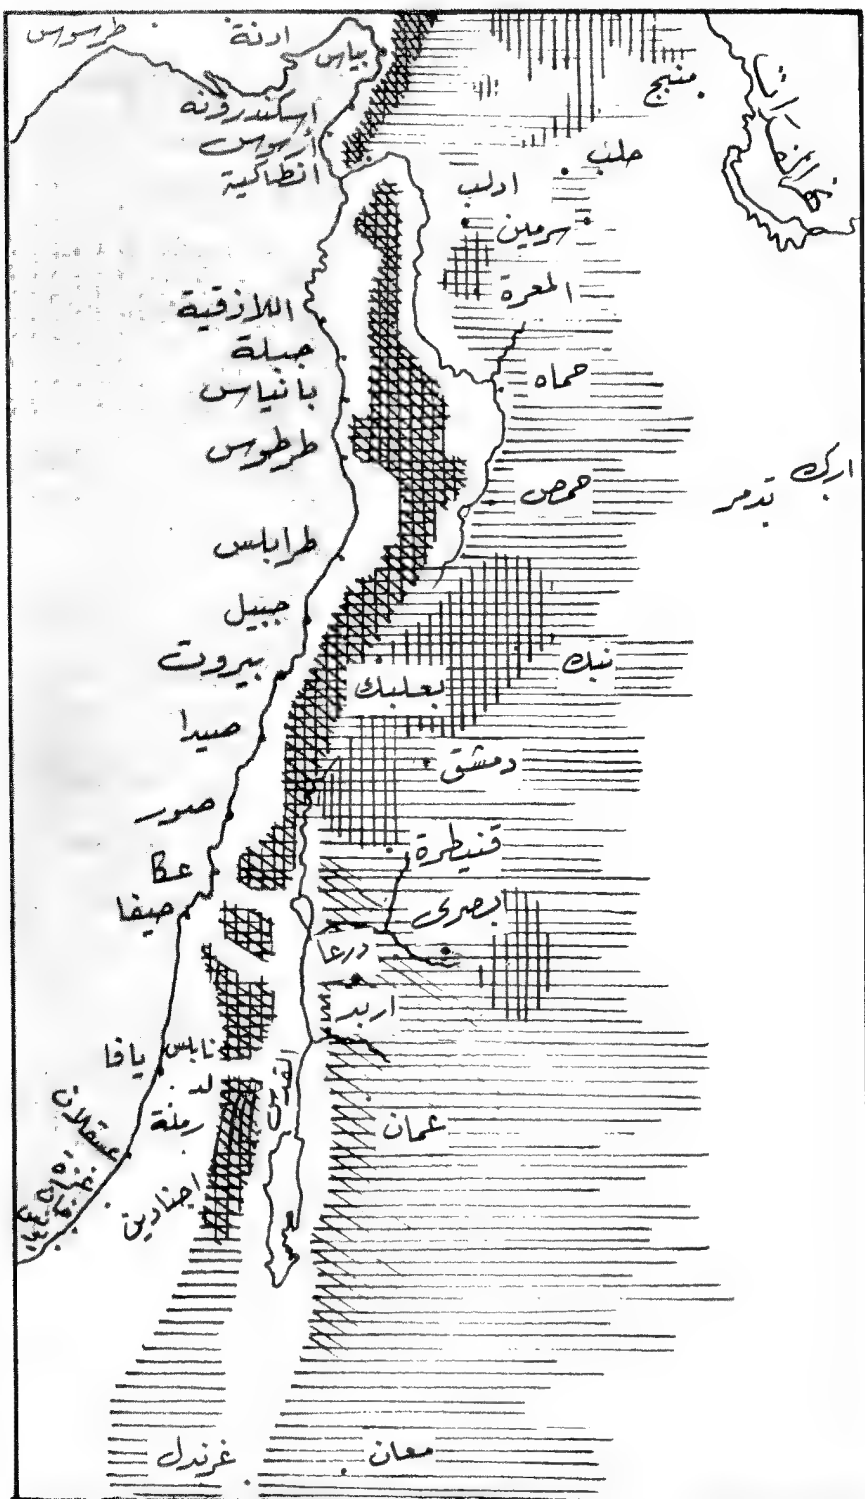 طرسوس
ادنة
بياس
اسكندرونة
أرسوس
انطاكية
منبج
نهر الفرات
حلب
ادلب
سرمين
المعرة
اللاذقية
جبلة
بانياس
حماه
طرطوس
حمص
ارك
تدمر
طرابلس
جبيل
بيروت
نبك
بعلبك
صيدا
دمشق
صور
قنيطرة
عكا
حيفا
بصرى
درعا
اربد
نابلس
يافا
لد
القدس
رملة
عمان
عسقلان
اجنادين
غرندل
معان